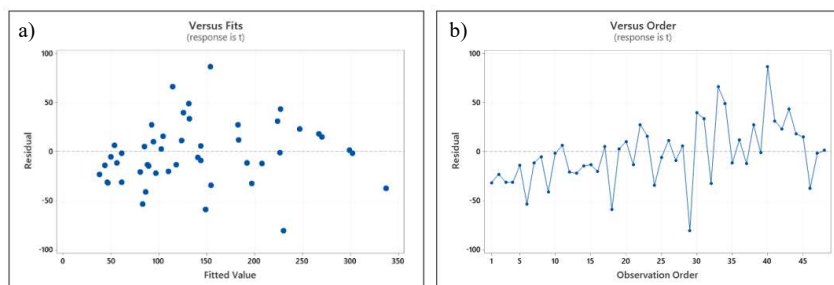 a)
Versus Fits
(response is t)
100
50
0
-50
-100
Residual
0
50
100
150
200
250
300
350
Fitted Value
b)
Versus Order
(response is t)
100
50
0
-50
-100
Residual
1
5
10
15
20
25
30
35
40
45
Observation Order